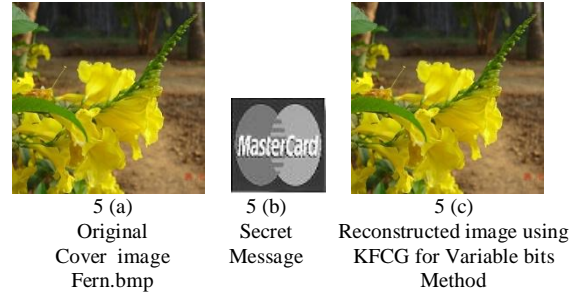 MasterCard
5 (a)
Original
Cover image
Fern.bmp
5 (b)
Secret
Message
5 (c)
Reconstructed image using
KFCG for Variable bits
Method